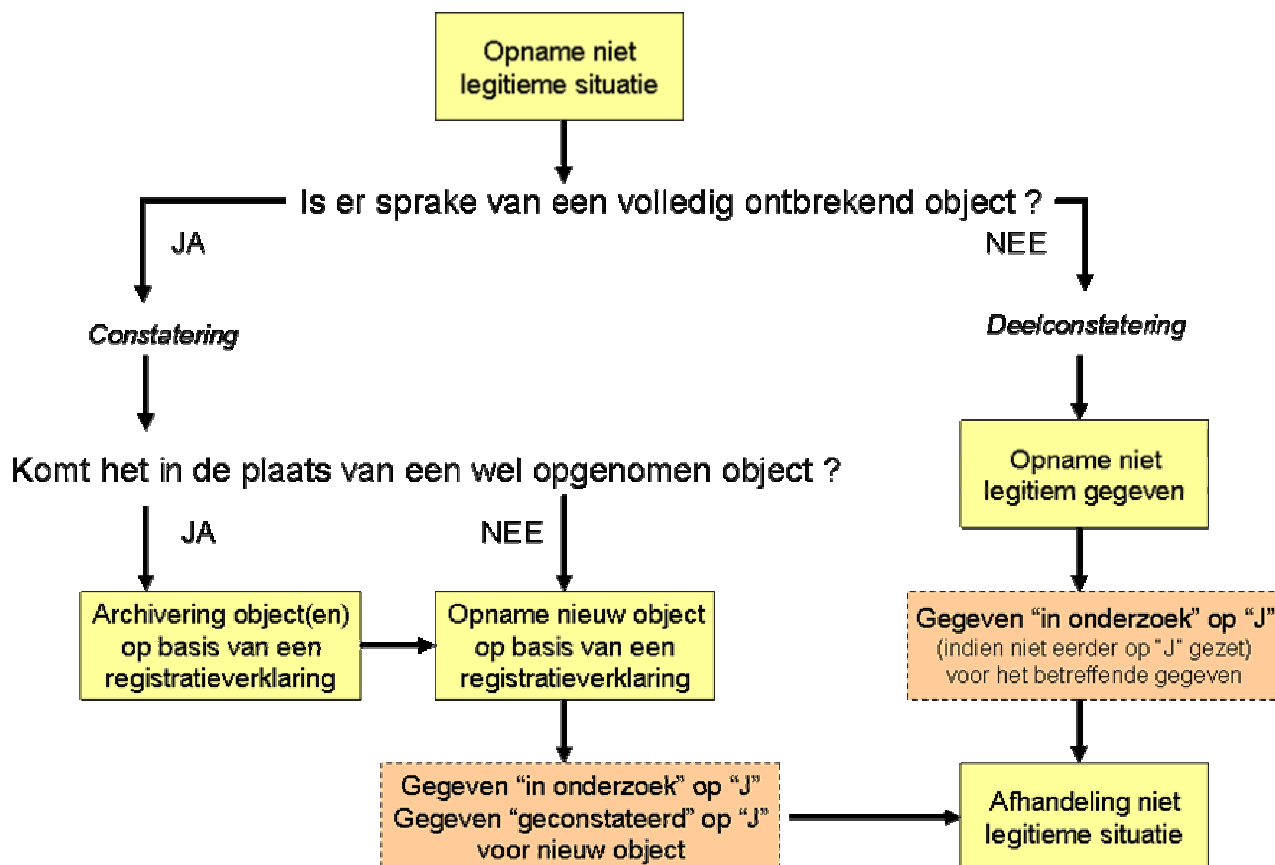 Opname niet
legitieme situatie
Is er sprake van een volledig ontbrekend object ?
JA
NEE
Constatering
Deelconstatering
Komt het in de plaats van een wel opgenomen object ?
JA
NEE
Opname niet
legitiem gegeven
Archivering object(en)
op basis van een
registratieverklaring
Opname nieuw object
op basis van een
registratieverklaring
Gegeven “in onderzoek” op “J”
(indien niet eerder op “J” gezet)
voor het betreffende gegeven
Gegeven “in onderzoek” op “J”
Gegeven “geconstateerd” op “J”
voor nieuw object
Afhandeling niet
legitieme situatie